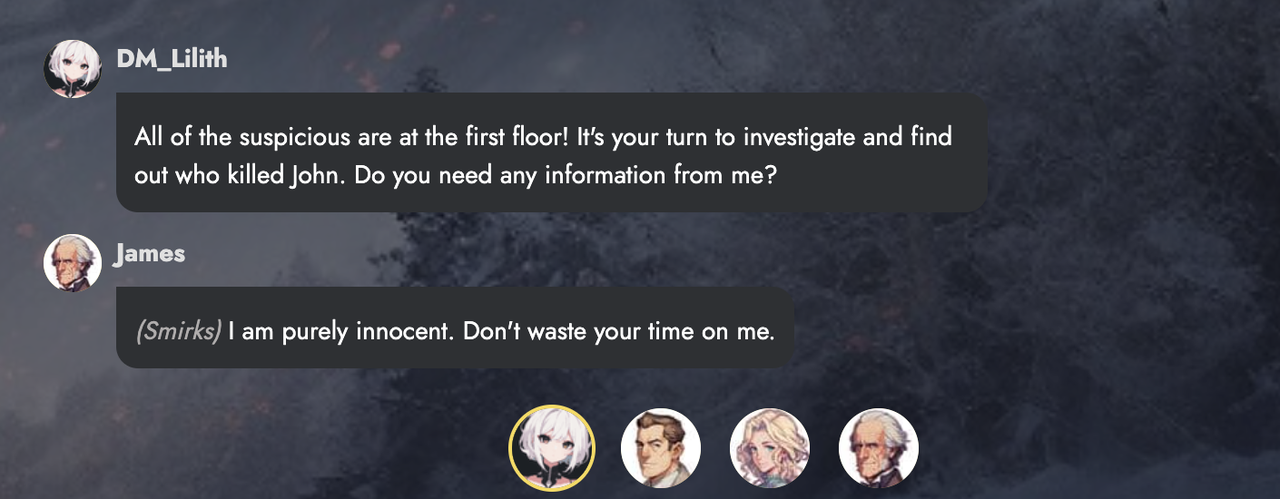 DM_Lilith
All of the suspicious are at the first floor! It's your turn to investigate and find
out who killed John. Do you need any information from me?
James
(Smirks) I am purely innocent. Don't waste your time on me.